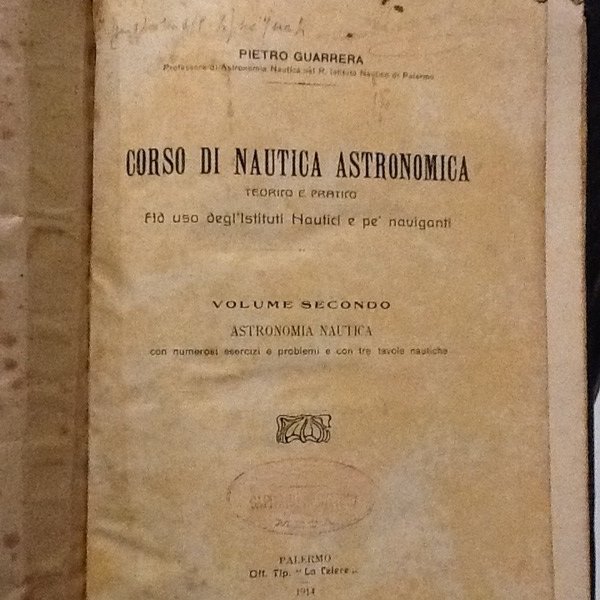 PIETRO GUARRERA
Professore di Astronomia Nautica nel R. Istituto Nautico di Palermo
CORSO DI NAUTICA ASTRONOMICA
TEORICO E PRATICO
Ad uso degl'Istituti Nautici e pe' naviganti
VOLUME SECONDO
ASTRONOMIA NAUTICA
con numerosi esercizi e problemi e con tre tavole nautiche
PALERMO
Off. Tip. "La Celere"
1914